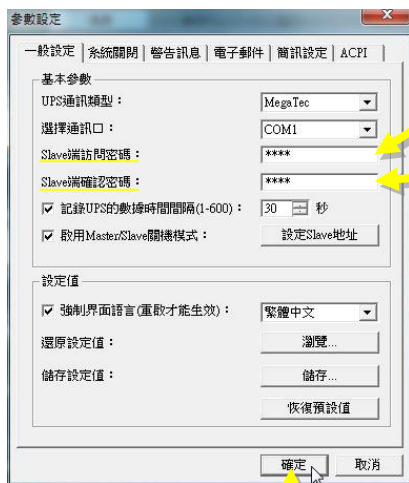 參數設定
一般設定 系統關閉 警告訊息 電子郵件 簡訊設定 ACPI
基本參數
UPS通訊類型： MegaTec
選擇通訊口： COM1
Slave端訪問密碼： ****
Slave端確認密碼： ****
記錄UPS的數據時間間隔(1-600)： 30 秒
啟用Master/Slave關機模式： 設定Slave地址
設定值
強制界面語言(重啟才能生效)： 繁體中文
還原設定值： 瀏覽...
儲存設定值： 儲存...
恢復預設值
確定 取消